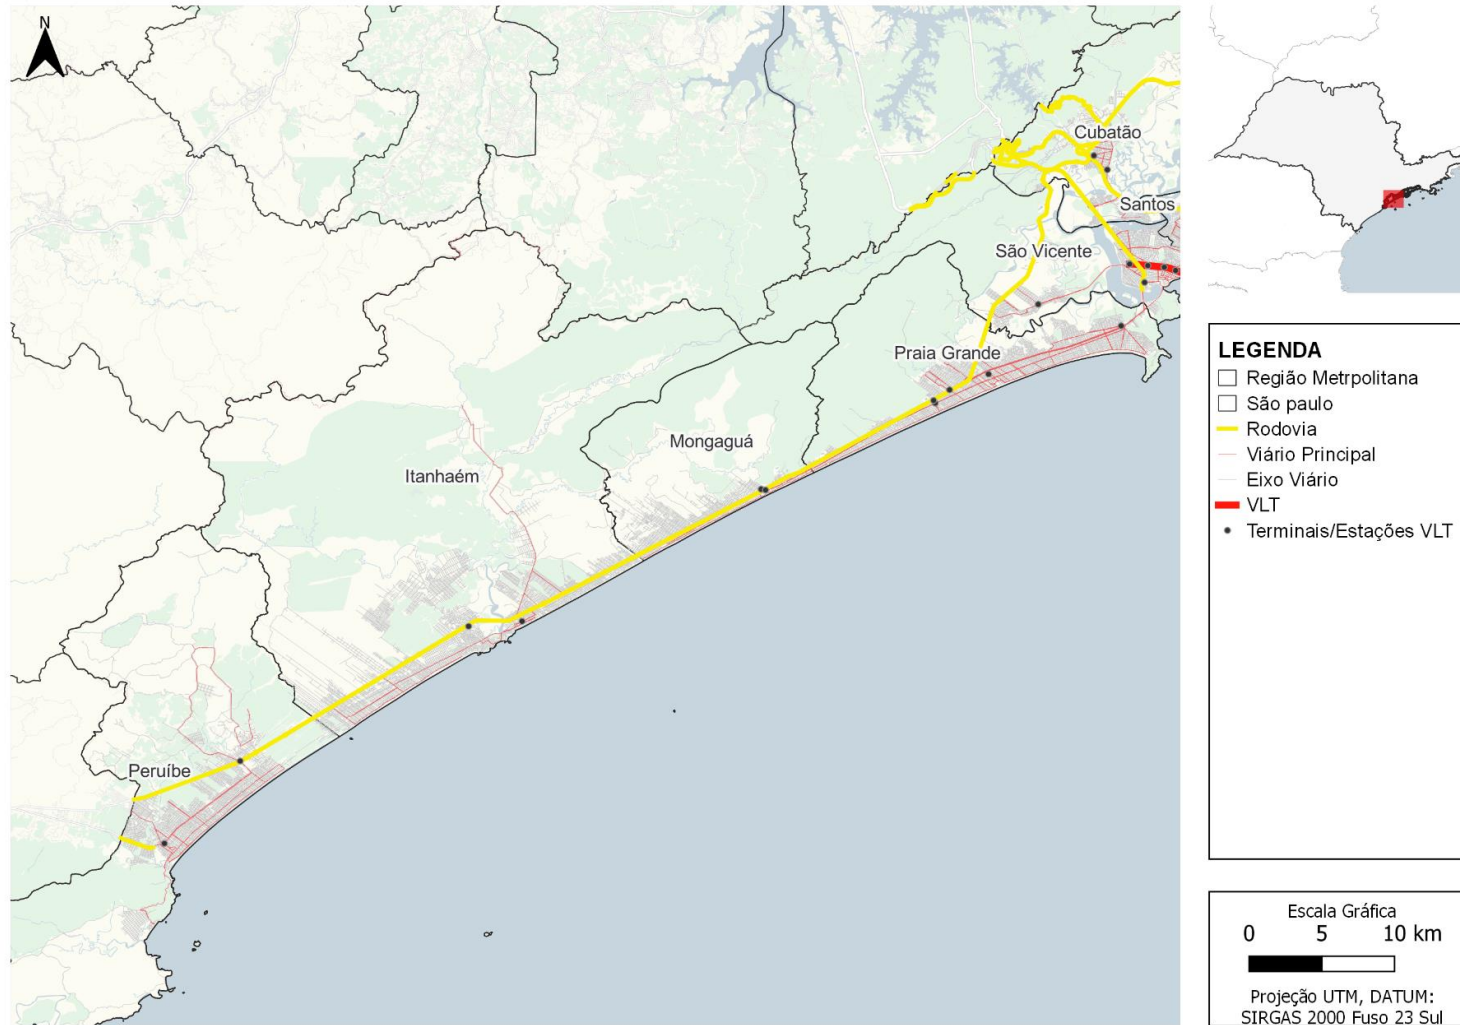 N
Cubatão
Santos
São Vicente
Praia Grande
Mongaguá
Itanhaém
Peruíbe
LEGENDA
Região Metrpolitana
São paulo
Rodovia
Viário Principal
Eixo Viário
VLT
Terminais/Estações VLT
Escala Gráfica
0 5 10 km
Projeção UTM, DATUM:
SIRGAS 2000 Fuso 23 Sul